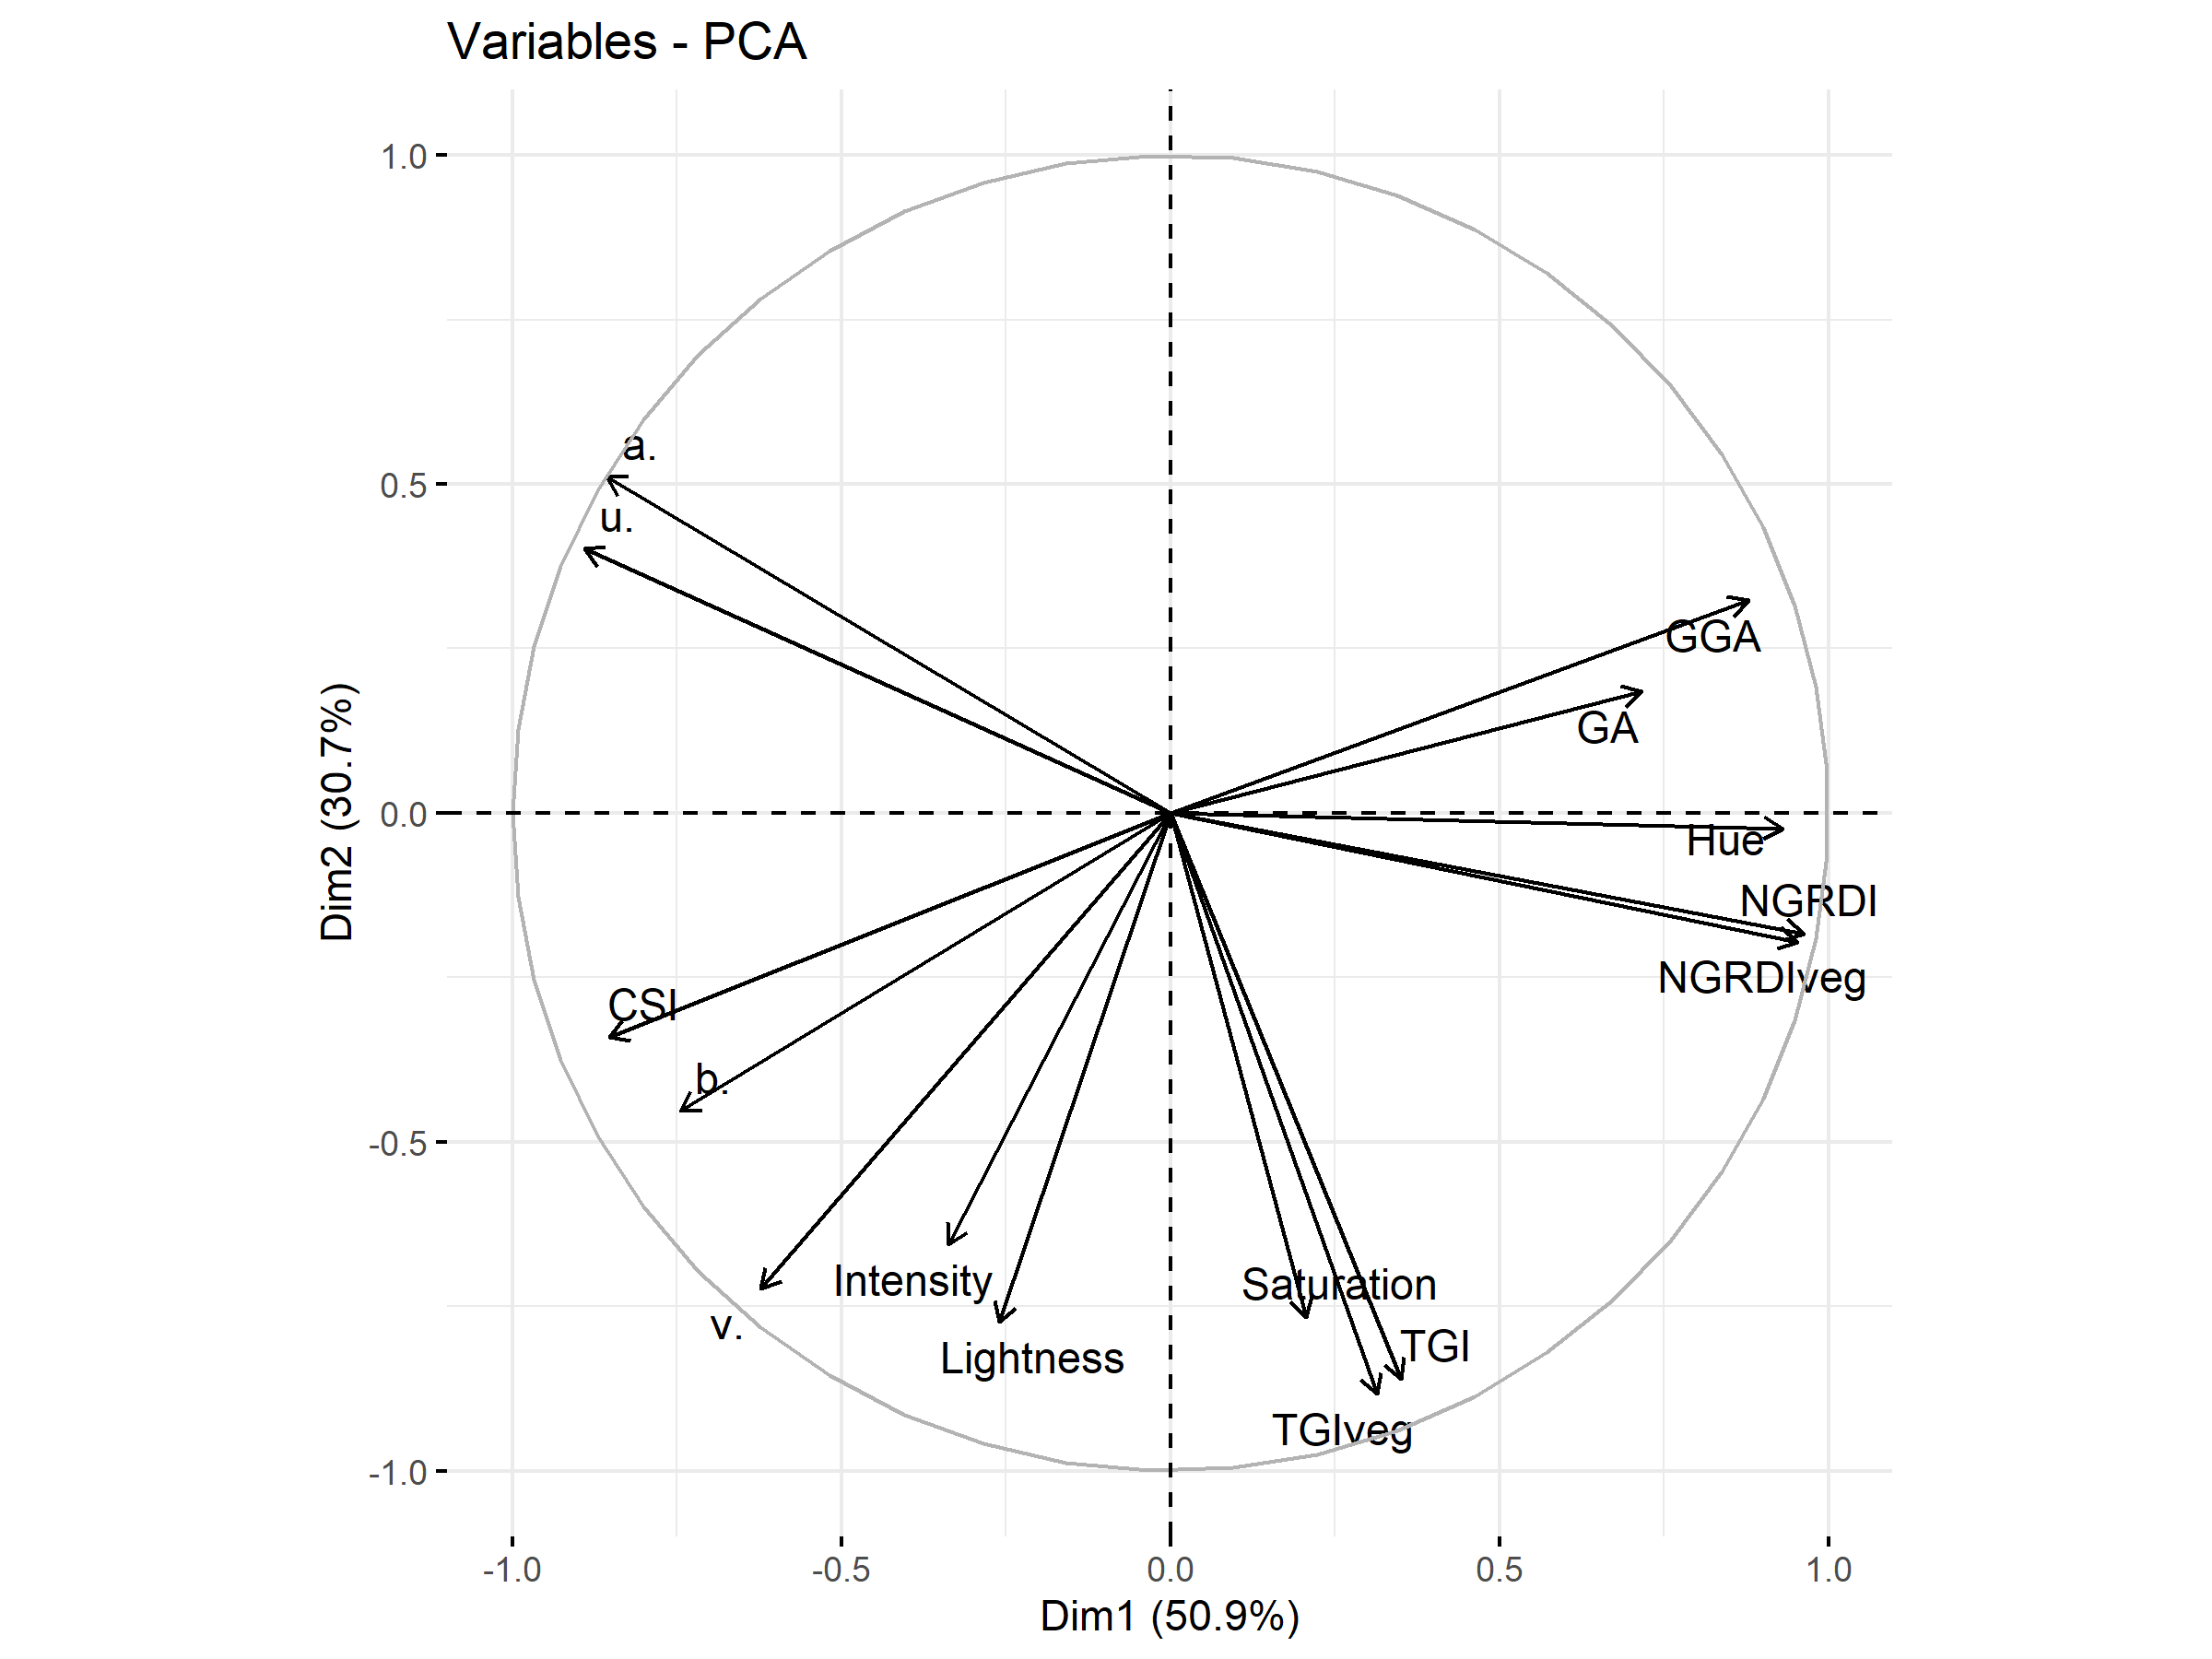 Variables - PCA
1.0
a.
0.5
u.
GGA
GA
0.0
Hue
NGRDI
NGRDIveg
CSI
b.
-0.5
Intensity
Saturation
v.
TGI
Lightness
TGIveg
-1.0
Dim2 (30.7%)
-1.0 -0.5 0.0 0.5 1.0
Dim1 (50.9%)